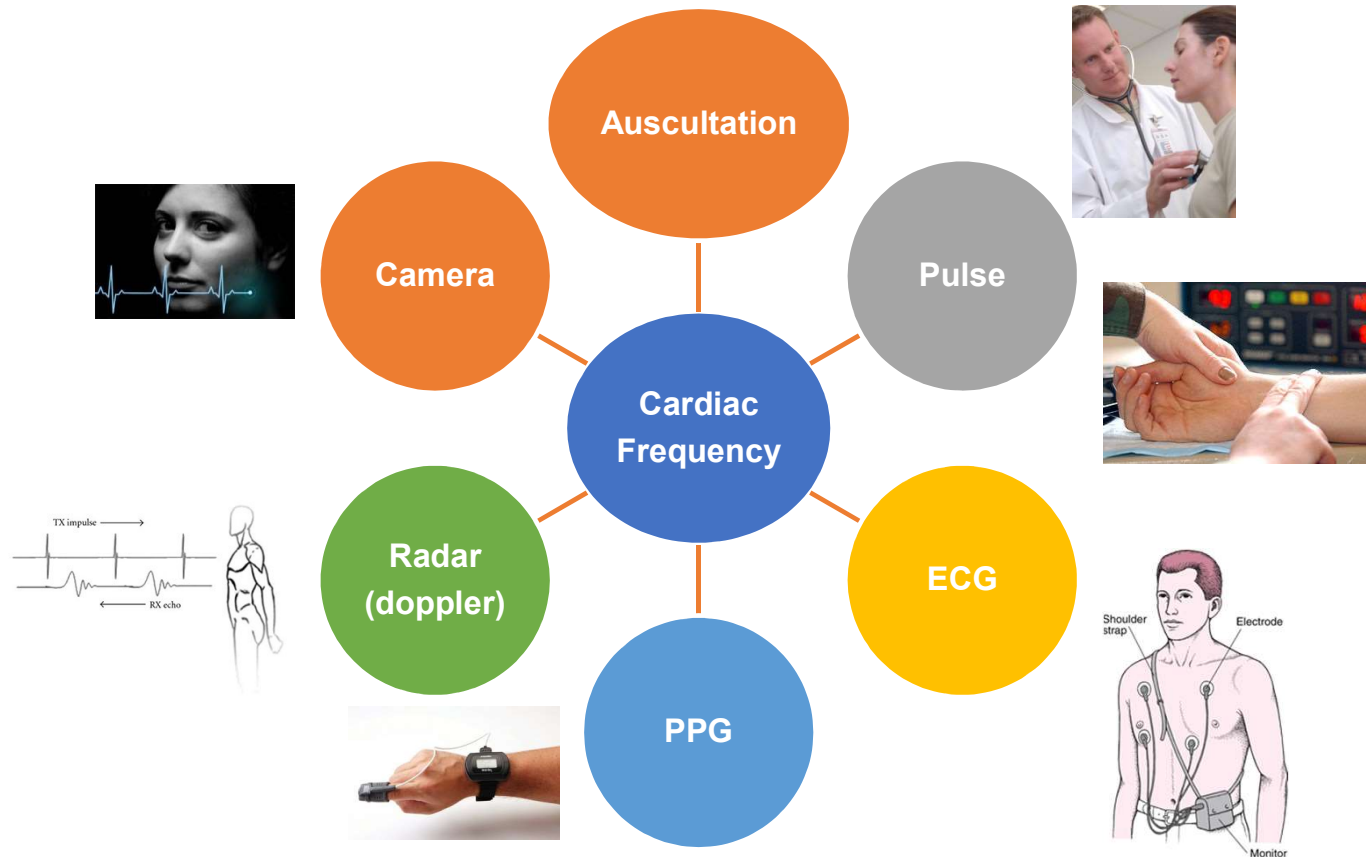 Auscultation
Camera
Pulse
Cardiac
Frequency
TX impulse
RX echo
Radar
(doppler)
ECG
Shoulder
strap
Electrode
PPG
Monitor